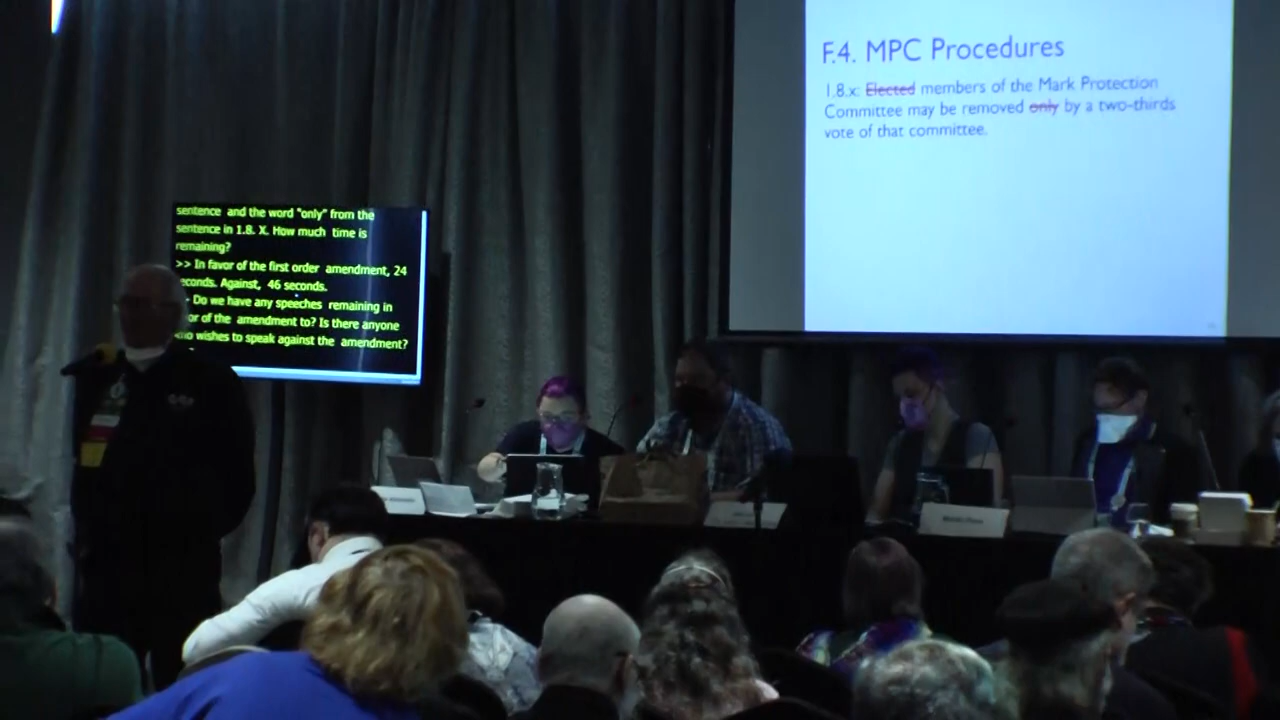 F.4. MPC Procedures
1.8.x: Elected members of the Mark Protection
Committee may be removed only by a two-thirds
vote of that committee.
sentence and the word "only" from the
sentence in 1.8. X. How much time is
remaining?
>> In favor of the first order amendment, 24
econds. Against, 46 seconds.
- Do we have any speeches remaining in
or of the amendment to? Is there anyone
o wishes to speak against the amendment?